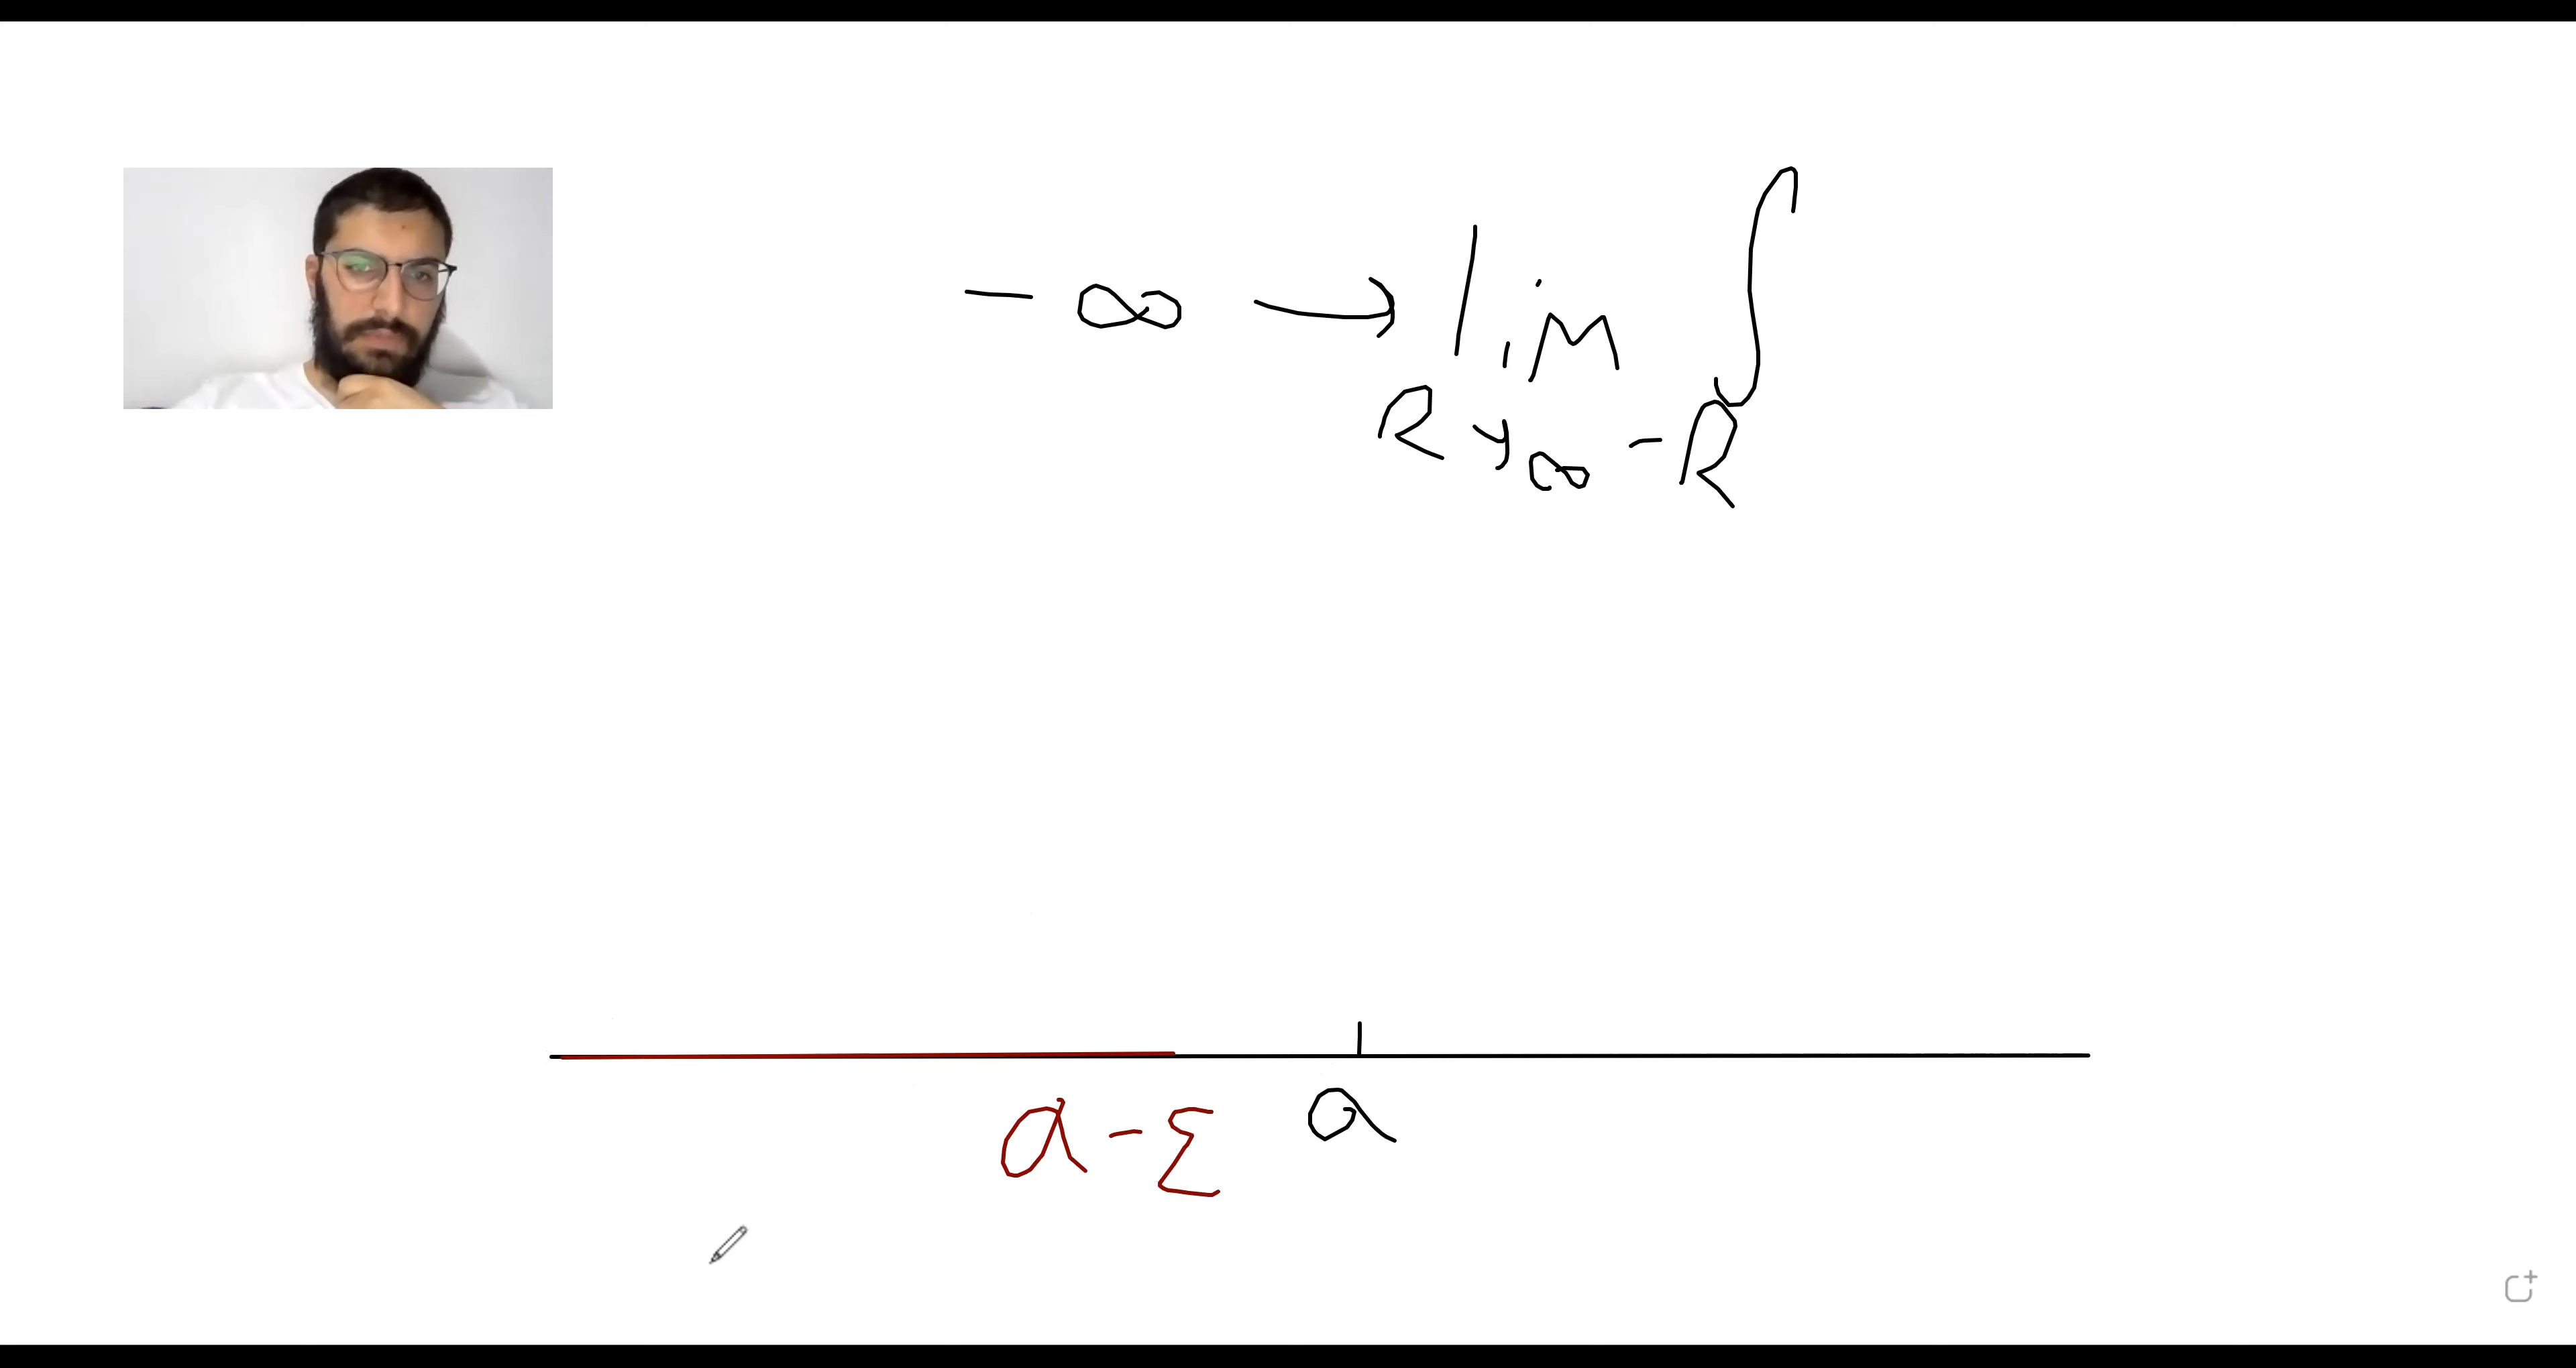 - ∞ → lim ∫
R→∞ -R
a-ε a